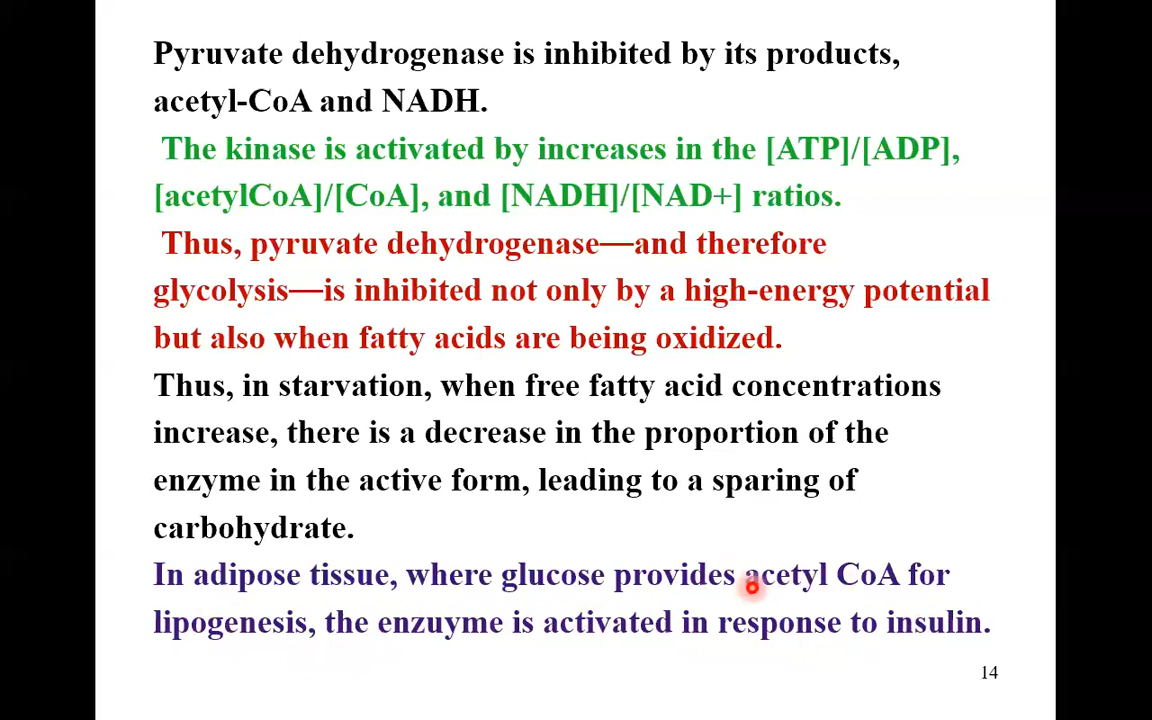 Pyruvate dehydrogenase is inhibited by its products,
acetyl-CoA and NADH.
The kinase is activated by increases in the [ATP]/[ADP],
[acetylCoA]/[CoA], and [NADH]/[NAD+] ratios.
Thus, pyruvate dehydrogenase—and therefore
glycolysis—is inhibited not only by a high-energy potential
but also when fatty acids are being oxidized.
Thus, in starvation, when free fatty acid concentrations
increase, there is a decrease in the proportion of the
enzyme in the active form, leading to a sparing of
carbohydrate.
In adipose tissue, where glucose provides acetyl CoA for
lipogenesis, the enzuyme is activated in response to insulin.
14